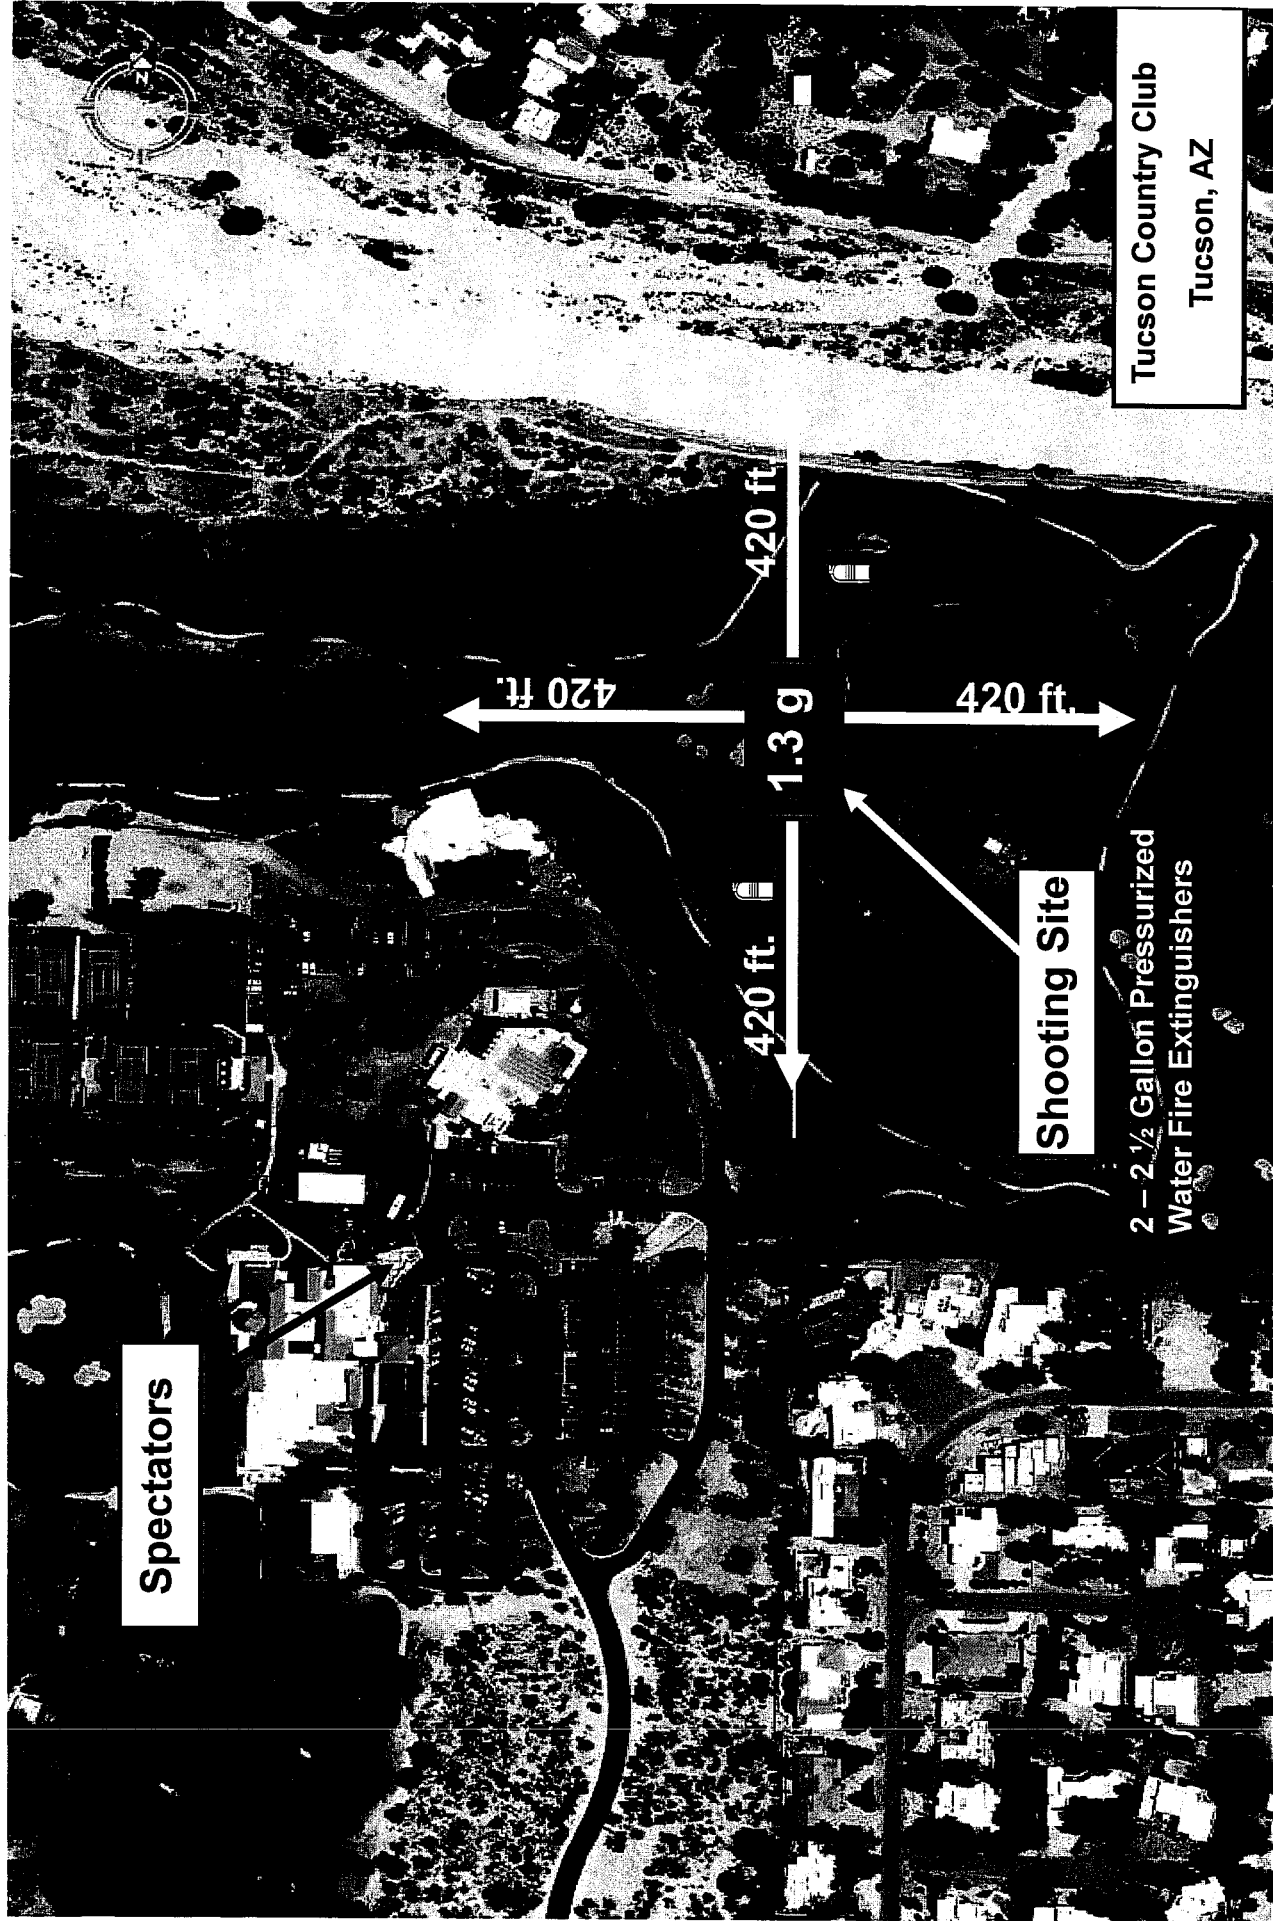 N
Spectators
420 ft.
420 ft.
1.3 g
420 ft.
420 ft.
Shooting Site
2 – 2 ½ Gallon Pressurized
Water Fire Extinguishers
Tucson Country Club
Tucson, AZ